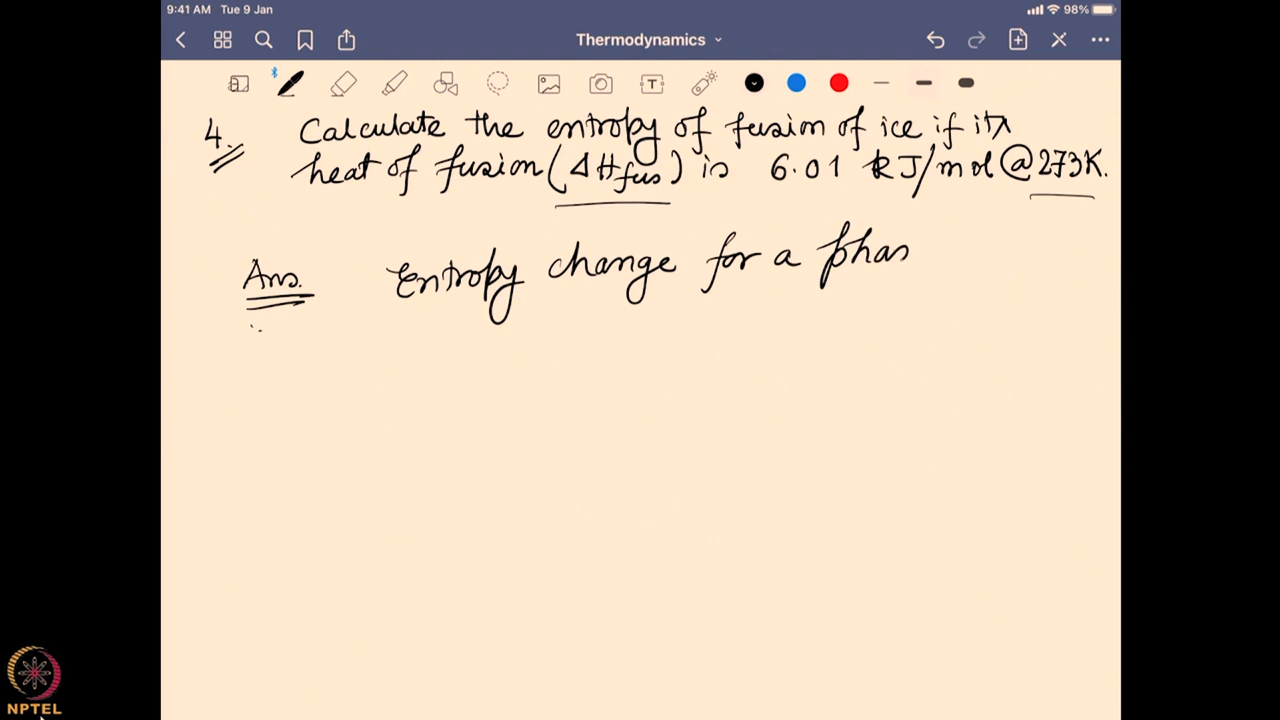 9:41 AM Tue 9 Jan
98%
Thermodynamics
T
4. Calculate the entropy of fusion of ice if its
heat of fusion (ΔHfus) is 6.01 kJ/mol @ 273K.
Ans. Entropy change for a phas
NPTEL